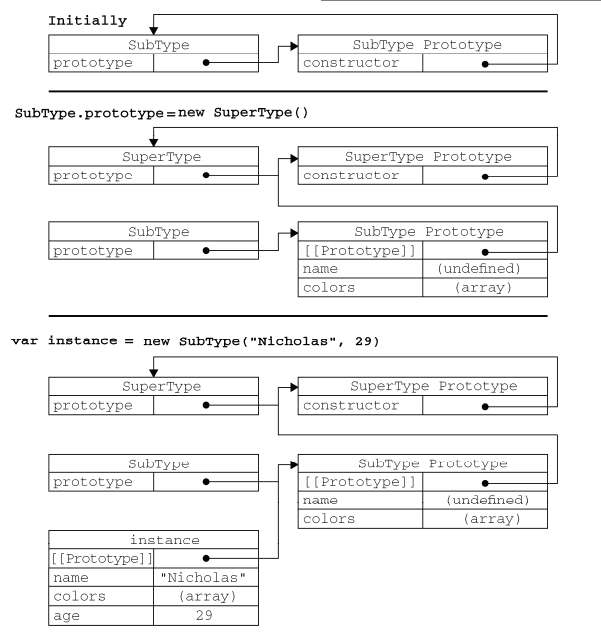 Initially
SubType
SubType Prototype
prototype
constructor
SubType.prototype=new SuperType()
SuperType
SuperType Prototype
prototype
constructor
SubType
SubType Prototype
prototype
[[Prototype]]
name (undefined)
colors (array)
var instance = new SubType("Nicholas", 29)
SuperType
SuperType Prototype
prototype
constructor
SubType
SubType Prototype
prototype
[[Prototype]]
name (undefined)
colors (array)
instance
[[Prototype]]
name "Nicholas"
colors (array)
age 29